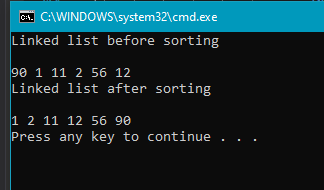 C:\WINDOWS\system32\cmd.exe
Linked list before sorting
90 1 11 2 56 12
Linked list after sorting
1 2 11 12 56 90
Press any key to continue . . .